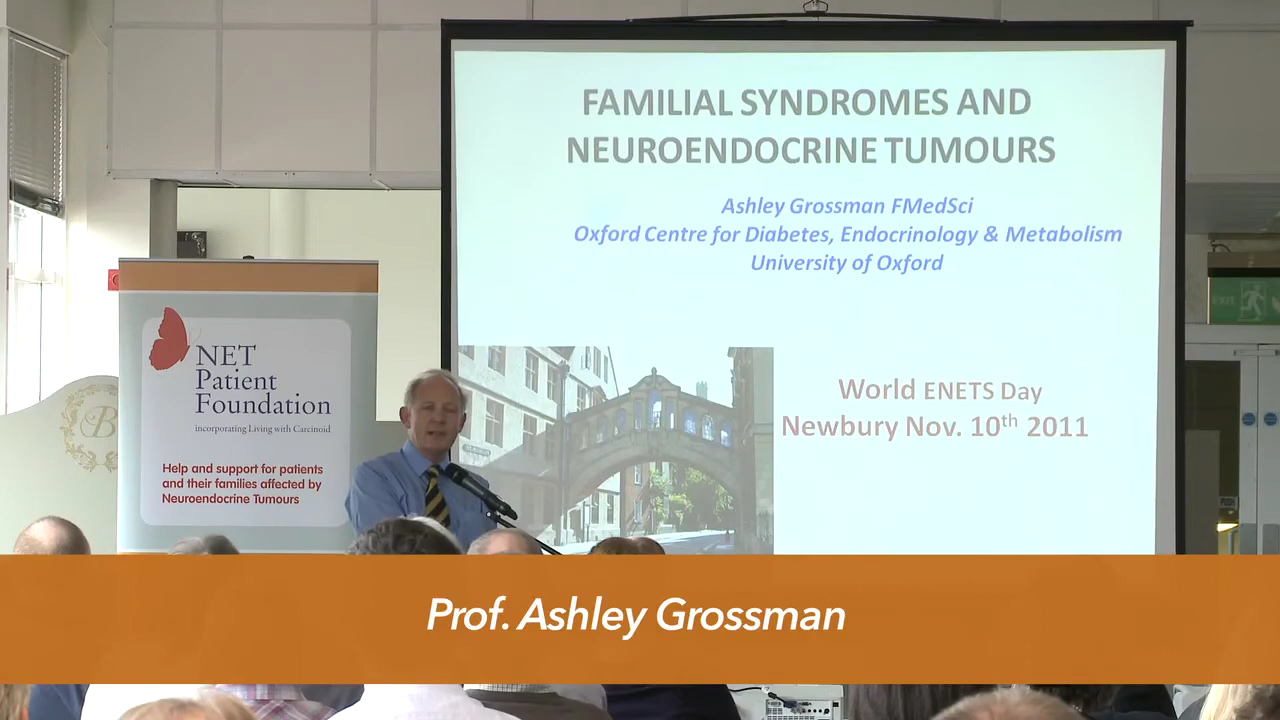 FAMILIAL SYNDROMES AND
NEUROENDOCRINE TUMOURS
Ashley Grossman FMedSci
Oxford Centre for Diabetes, Endocrinology & Metabolism
University of Oxford
World ENETS Day
Newbury Nov. 10th 2011
NET
Patient
Foundation
incorporating Living with Carcinoid
Help and support for patients
and their families affected by
Neuroendocrine Tumours
B
Prof. Ashley Grossman